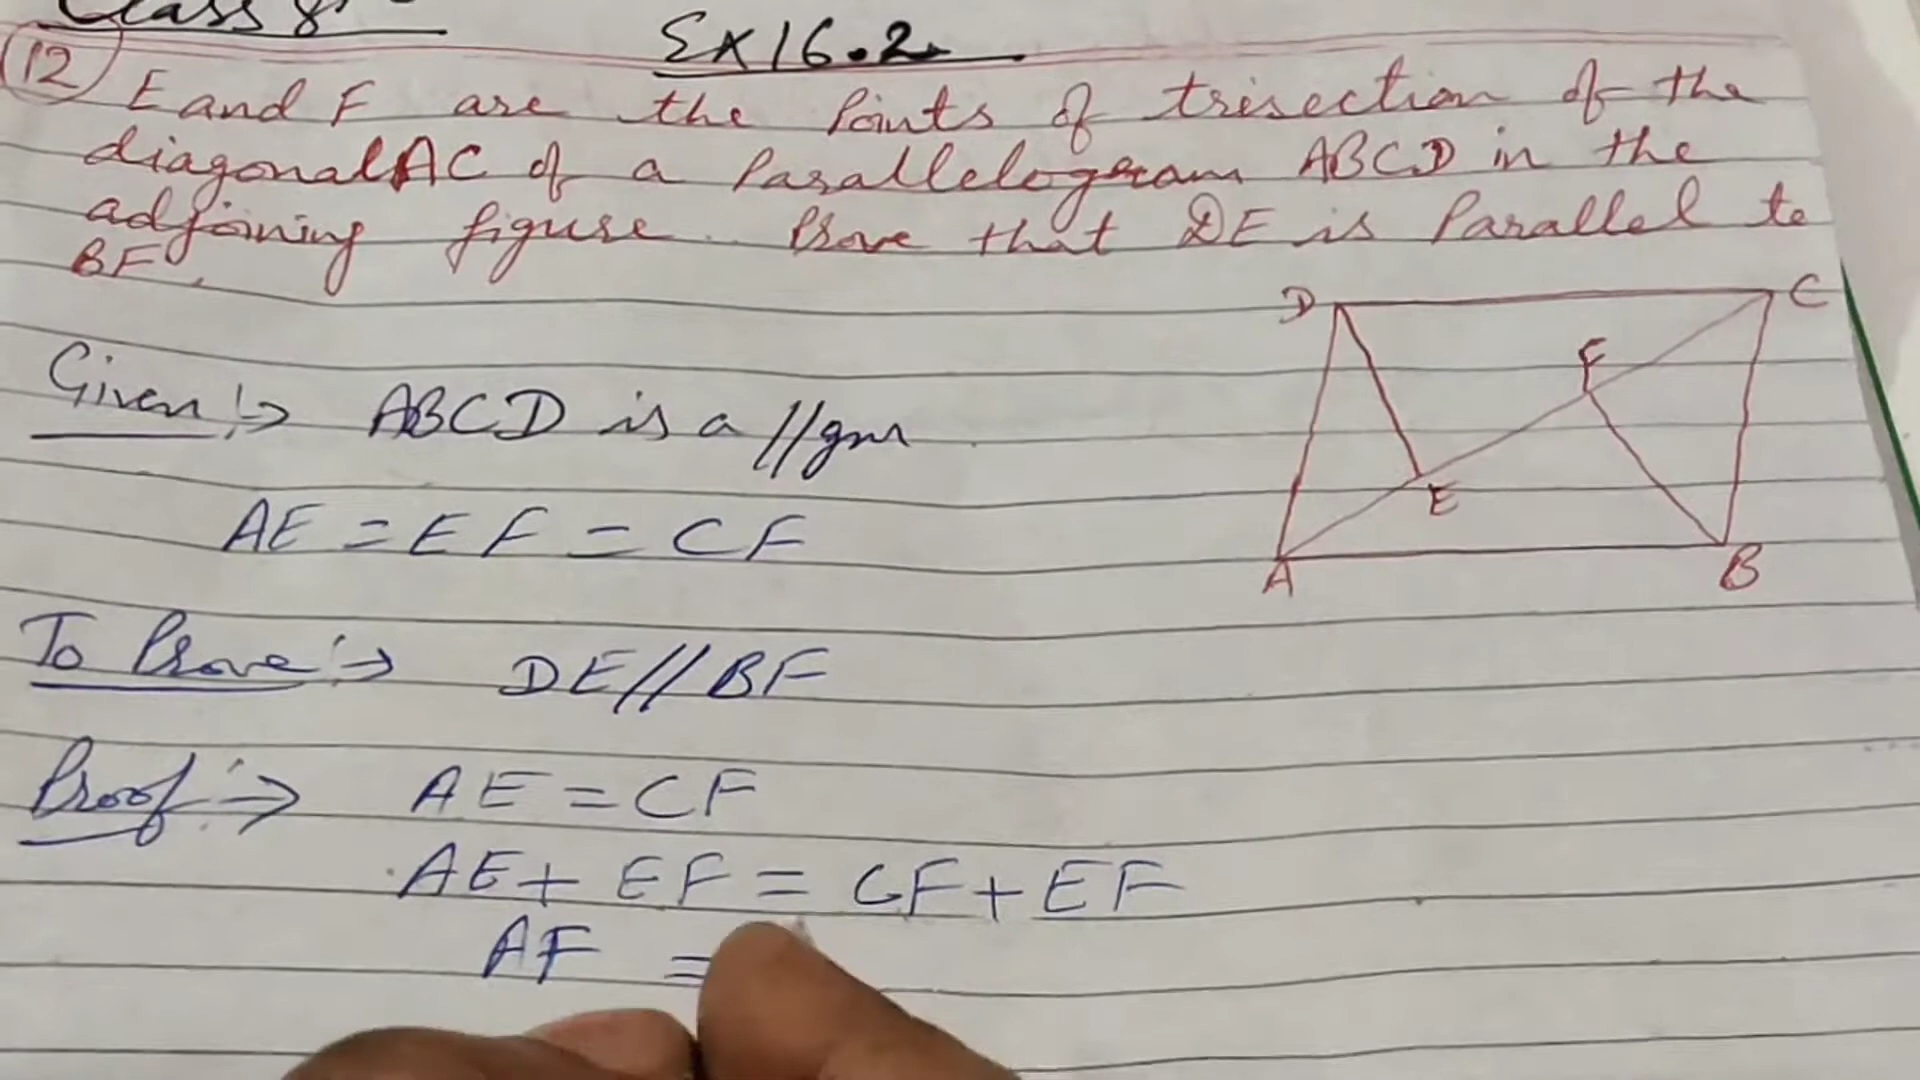 Class 8th
Ex 16.2
12 E and F are the Points of trisection of the
diagonal AC of a Parallelogram ABCD in the
adjoining figure. Prove that DE is Parallel to
BF.
D C
F
E
A B
Given :→ ABCD is a //gm
AE = EF = CF
To Prove :→ DE//BF
Proof :→ AE = CF
AE + EF = CF + EF
AF =